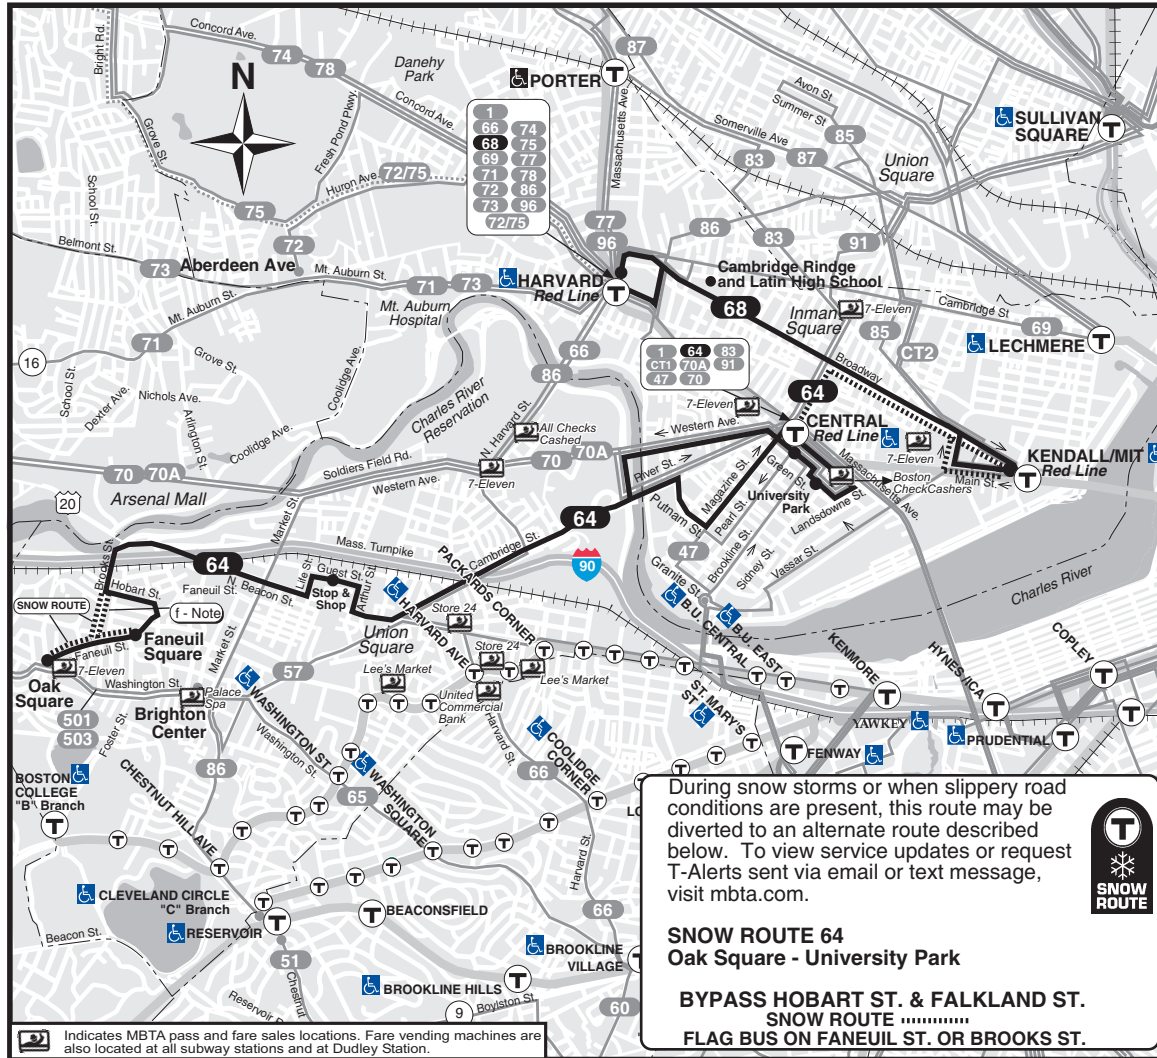 Concord Ave.
74
78
Bright Rd.
Danehy
Park
87
PORTER
Avon St
Summer St
85
SULLIVAN
SQUARE
N
Fresh Pond Pkwy.
Concord Ave.
1
66
74
68
75
69
77
71
78
72
86
73
96
72/75
Massachusetts Ave.
Somerville Ave
83
87
Union
Square
Grove St.
Huron Ave.
72/75
75
School St.
72
77
96
86
83
91
Belmont St.
73
Aberdeen Ave
Mt. Auburn St.
71
73
HARVARD
Red Line
Cambridge Rindge
and Latin High School
Mt. Auburn
Hospital
Mt. Auburn St.
68
7-Eleven
Inman
Square
Cambridge St
69
LECHMERE
85
CT2
16
71
School St.
Grove St.
Dexter Ave.
Nichols Ave.
Arlington St.
Coolidge Ave.
Coolidge Ave.
Charles River
Reservation
66
86
1
64
83
CT1
70A
91
47
70
Broadway
64
7-Eleven
CENTRAL
Red Line
Western Ave.
All Checks
Cashed
N. Harvard St.
70
70A
7-Eleven
KENDALL/MIT
Red Line
Main St.
70
70A
Soldiers Field Rd.
Western Ave.
7-Eleven
Arsenal Mall
20
River St.
Magazine St.
Green St.
University
Park
Boston
CheckCashers
Massachusetts Ave.
Landsdowne St.
Putnam St.
Pearl St.
Brookline St.
Sidney St.
Vassar St.
47
Granite St.
Market St.
Mass. Turnpike
Cambridge St.
64
90
Charles River
Brooks St.
64
Hobart St.
Faneuil St.
N. Beacon St.
Life St.
Guest St.
Stop &
Shop
Arthur St.
SNOW ROUTE
f - Note
Faneuil
Square
Faneuil St.
7-Eleven
Oak
Square
Washington St.
Market St.
57
Union
Square
HARVARD AVE
PACKARDS CORNER
Store 24
Store 24
Lee's Market
Lee's Market
United
Commercial
Bank
B.U. CENTRAL
B.U. EAST
ST. MARY'S
ST
KENMORE
HYNES/ICA
COPLEY
YAWKEY
FENWAY
PRUDENTIAL
501
503
Foster St.
Palace
Spa
Brighton
Center
WASHINGTON ST
Washington St.
WASHINGTON
SQUARE
65
86
Harvard St.
66
COOLIDGE
CORNER
BOSTON
COLLEGE
"B" Branch
CHESTNUT HILL AVE
CLEVELAND CIRCLE
"C" Branch
RESERVOIR
BEACONSFIELD
Beacon St.
51
Chestnut
Harvard St.
66
BROOKLINE
VILLAGE
BROOKLINE HILLS
9
Boylston St.
60
During snow storms or when slippery road
conditions are present, this route may be
diverted to an alternate route described
below. To view service updates or request
T-Alerts sent via email or text message,
visit mbta.com.
T
SNOW
ROUTE
SNOW ROUTE 64
Oak Square - University Park
BYPASS HOBART ST. & FALKLAND ST.
SNOW ROUTE
FLAG BUS ON FANEUIL ST. OR BROOKS ST.
Indicates MBTA pass and fare sales locations. Fare vending machines are
also located at all subway stations and at Dudley Station.